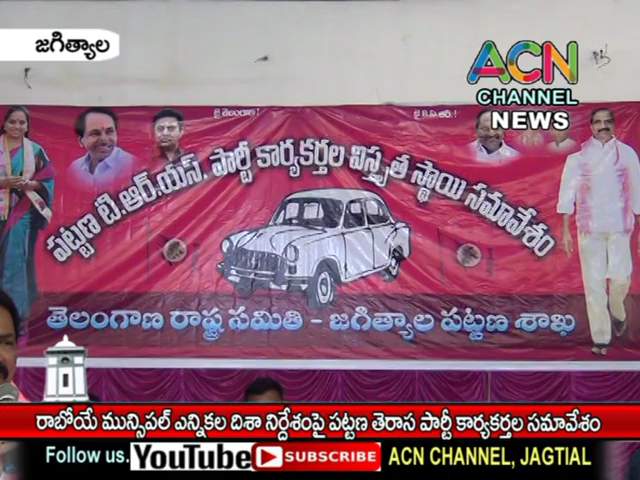 జగిత్యాల
ACN
CHANNEL
NEWS
జై తెలంగాణ!
జై కె.సి.ఆర్.!
పట్టణ టి.ఆర్.యస్. పార్టీ కార్యకర్తల విస్తృత స్థాయి సమావేశం
తెలంగాణ రాష్ట్ర సమితి - జగిత్యాల పట్టణ శాఖ
రాబోయే మున్సిపల్ ఎన్నికల దిశా నిర్దేశంపై పట్టణ తెరాస పార్టీ కార్యకర్తల సమావేశం
Follow us. YouTube SUBSCRIBE ACN CHANNEL, JAGTIAL